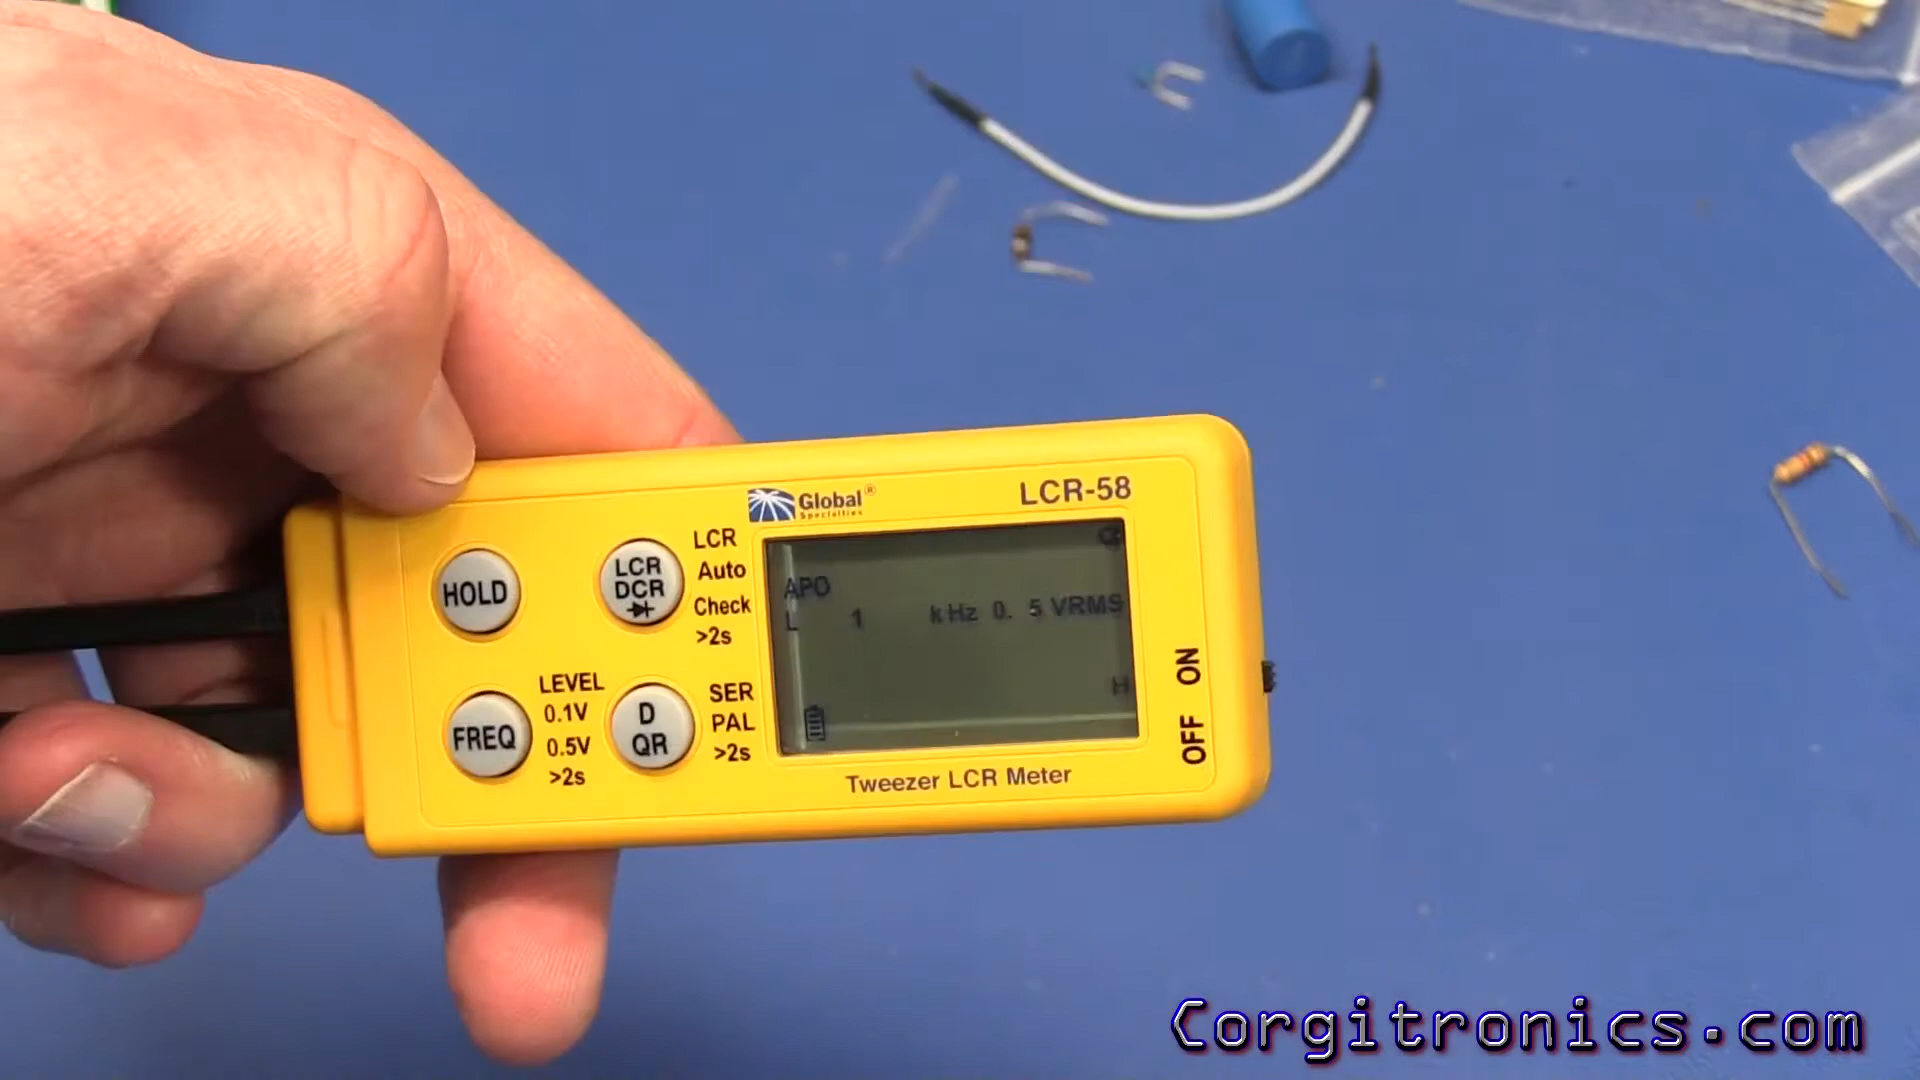 Global®
Specialties
LCR-58
HOLD
LCR
DCR
LCR
Auto
Check
>2s
FREQ
LEVEL
0.1V
0.5V
>2s
D
QR
SER
PAL
>2s
APO
L 1 kHz 0. 5 VRMS
H
OFF ON
Tweezer LCR Meter
Corgitronics.com